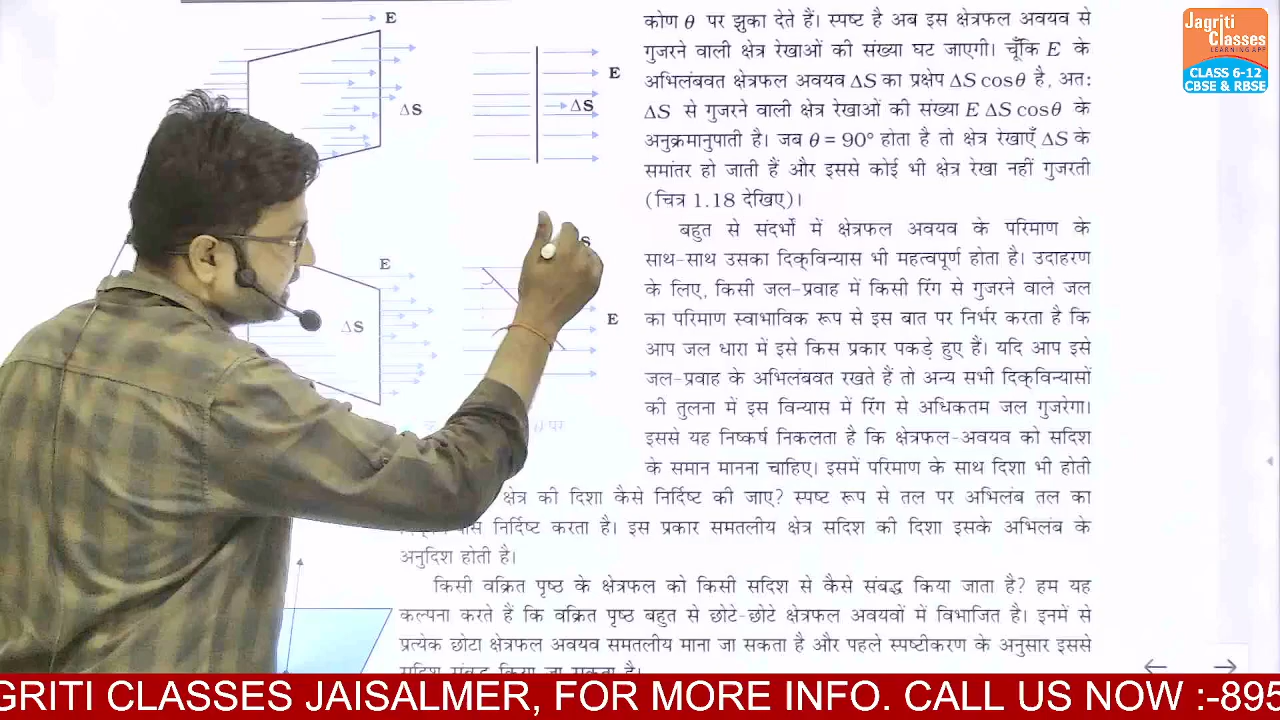 E
ΔS
E
ΔS
E
ΔS
E
कोण θ पर झुका देते हैं। स्पष्ट है अब इस क्षेत्रफल अवयव से
गुजरने वाली क्षेत्र रेखाओं की संख्या घट जाएगी। चूँकि E के
अभिलंबवत क्षेत्रफल अवयव ΔS का प्रक्षेप ΔS cosθ है, अत:
ΔS से गुजरने वाली क्षेत्र रेखाओं की संख्या E ΔS cosθ के
अनुक्रमानुपाती है। जब θ = 90° होता है तो क्षेत्र रेखाएँ ΔS के
समांतर हो जाती हैं और इससे कोई भी क्षेत्र रेखा नहीं गुजरती
(चित्र 1.18 देखिए)।
बहुत से संदर्भों में क्षेत्रफल अवयव के परिमाण के
साथ-साथ उसका दिक्‌विन्यास भी महत्वपूर्ण होता है। उदाहरण
के लिए, किसी जल-प्रवाह में किसी रिंग से गुजरने वाले जल
का परिमाण स्वाभाविक रूप से इस बात पर निर्भर करता है कि
आप जल धारा में इसे किस प्रकार पकड़े हुए हैं। यदि आप इसे
जल-प्रवाह के अभिलंबवत रखते हैं तो अन्य सभी दिक्‌विन्यासों
की तुलना में इस विन्यास में रिंग से अधिकतम जल गुजरेगा।
इससे यह निष्कर्ष निकलता है कि क्षेत्रफल-अवयव को सदिश
के समान मानना चाहिए। इसमें परिमाण के साथ दिशा भी होती
क्षेत्र की दिशा कैसे निर्दिष्ट की जाए? स्पष्ट रूप से तल पर अभिलंब तल का
निर्दिष्ट करता है। इस प्रकार समतलीय क्षेत्र सदिश की दिशा इसके अभिलंब के
अनुदिश होती है।
किसी वक्रित पृष्ठ के क्षेत्रफल को किसी सदिश से कैसे संबद्ध किया जाता है? हम यह
कल्पना करते हैं कि वक्रित पृष्ठ बहुत से छोटे-छोटे क्षेत्रफल अवयवों में विभाजित है। इनमें से
प्रत्येक छोटा क्षेत्रफल अवयव समतलीय माना जा सकता है और पहले स्पष्टीकरण के अनुसार इससे
Jagriti
Classes
LEARNING APP
CLASS 6-12
CBSE & RBSE
GRITI CLASSES JAISALMER, FOR MORE INFO. CALL US NOW :-895